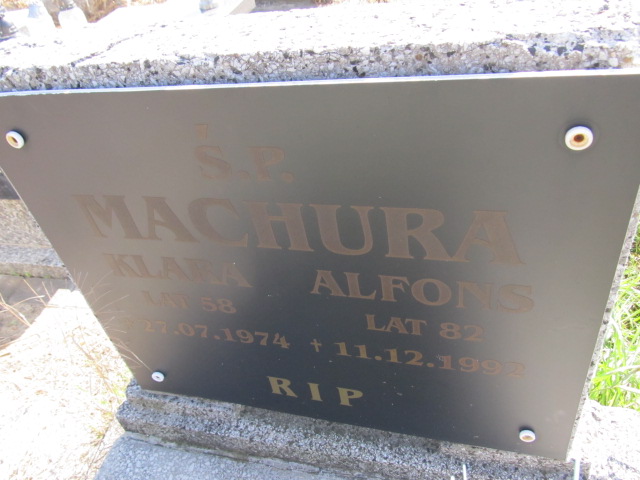 Ś.P.
MACHURA
KLARA ALFONS
LAT 58 LAT 82
† 27.07.1974 † 11.12.1992
RIP